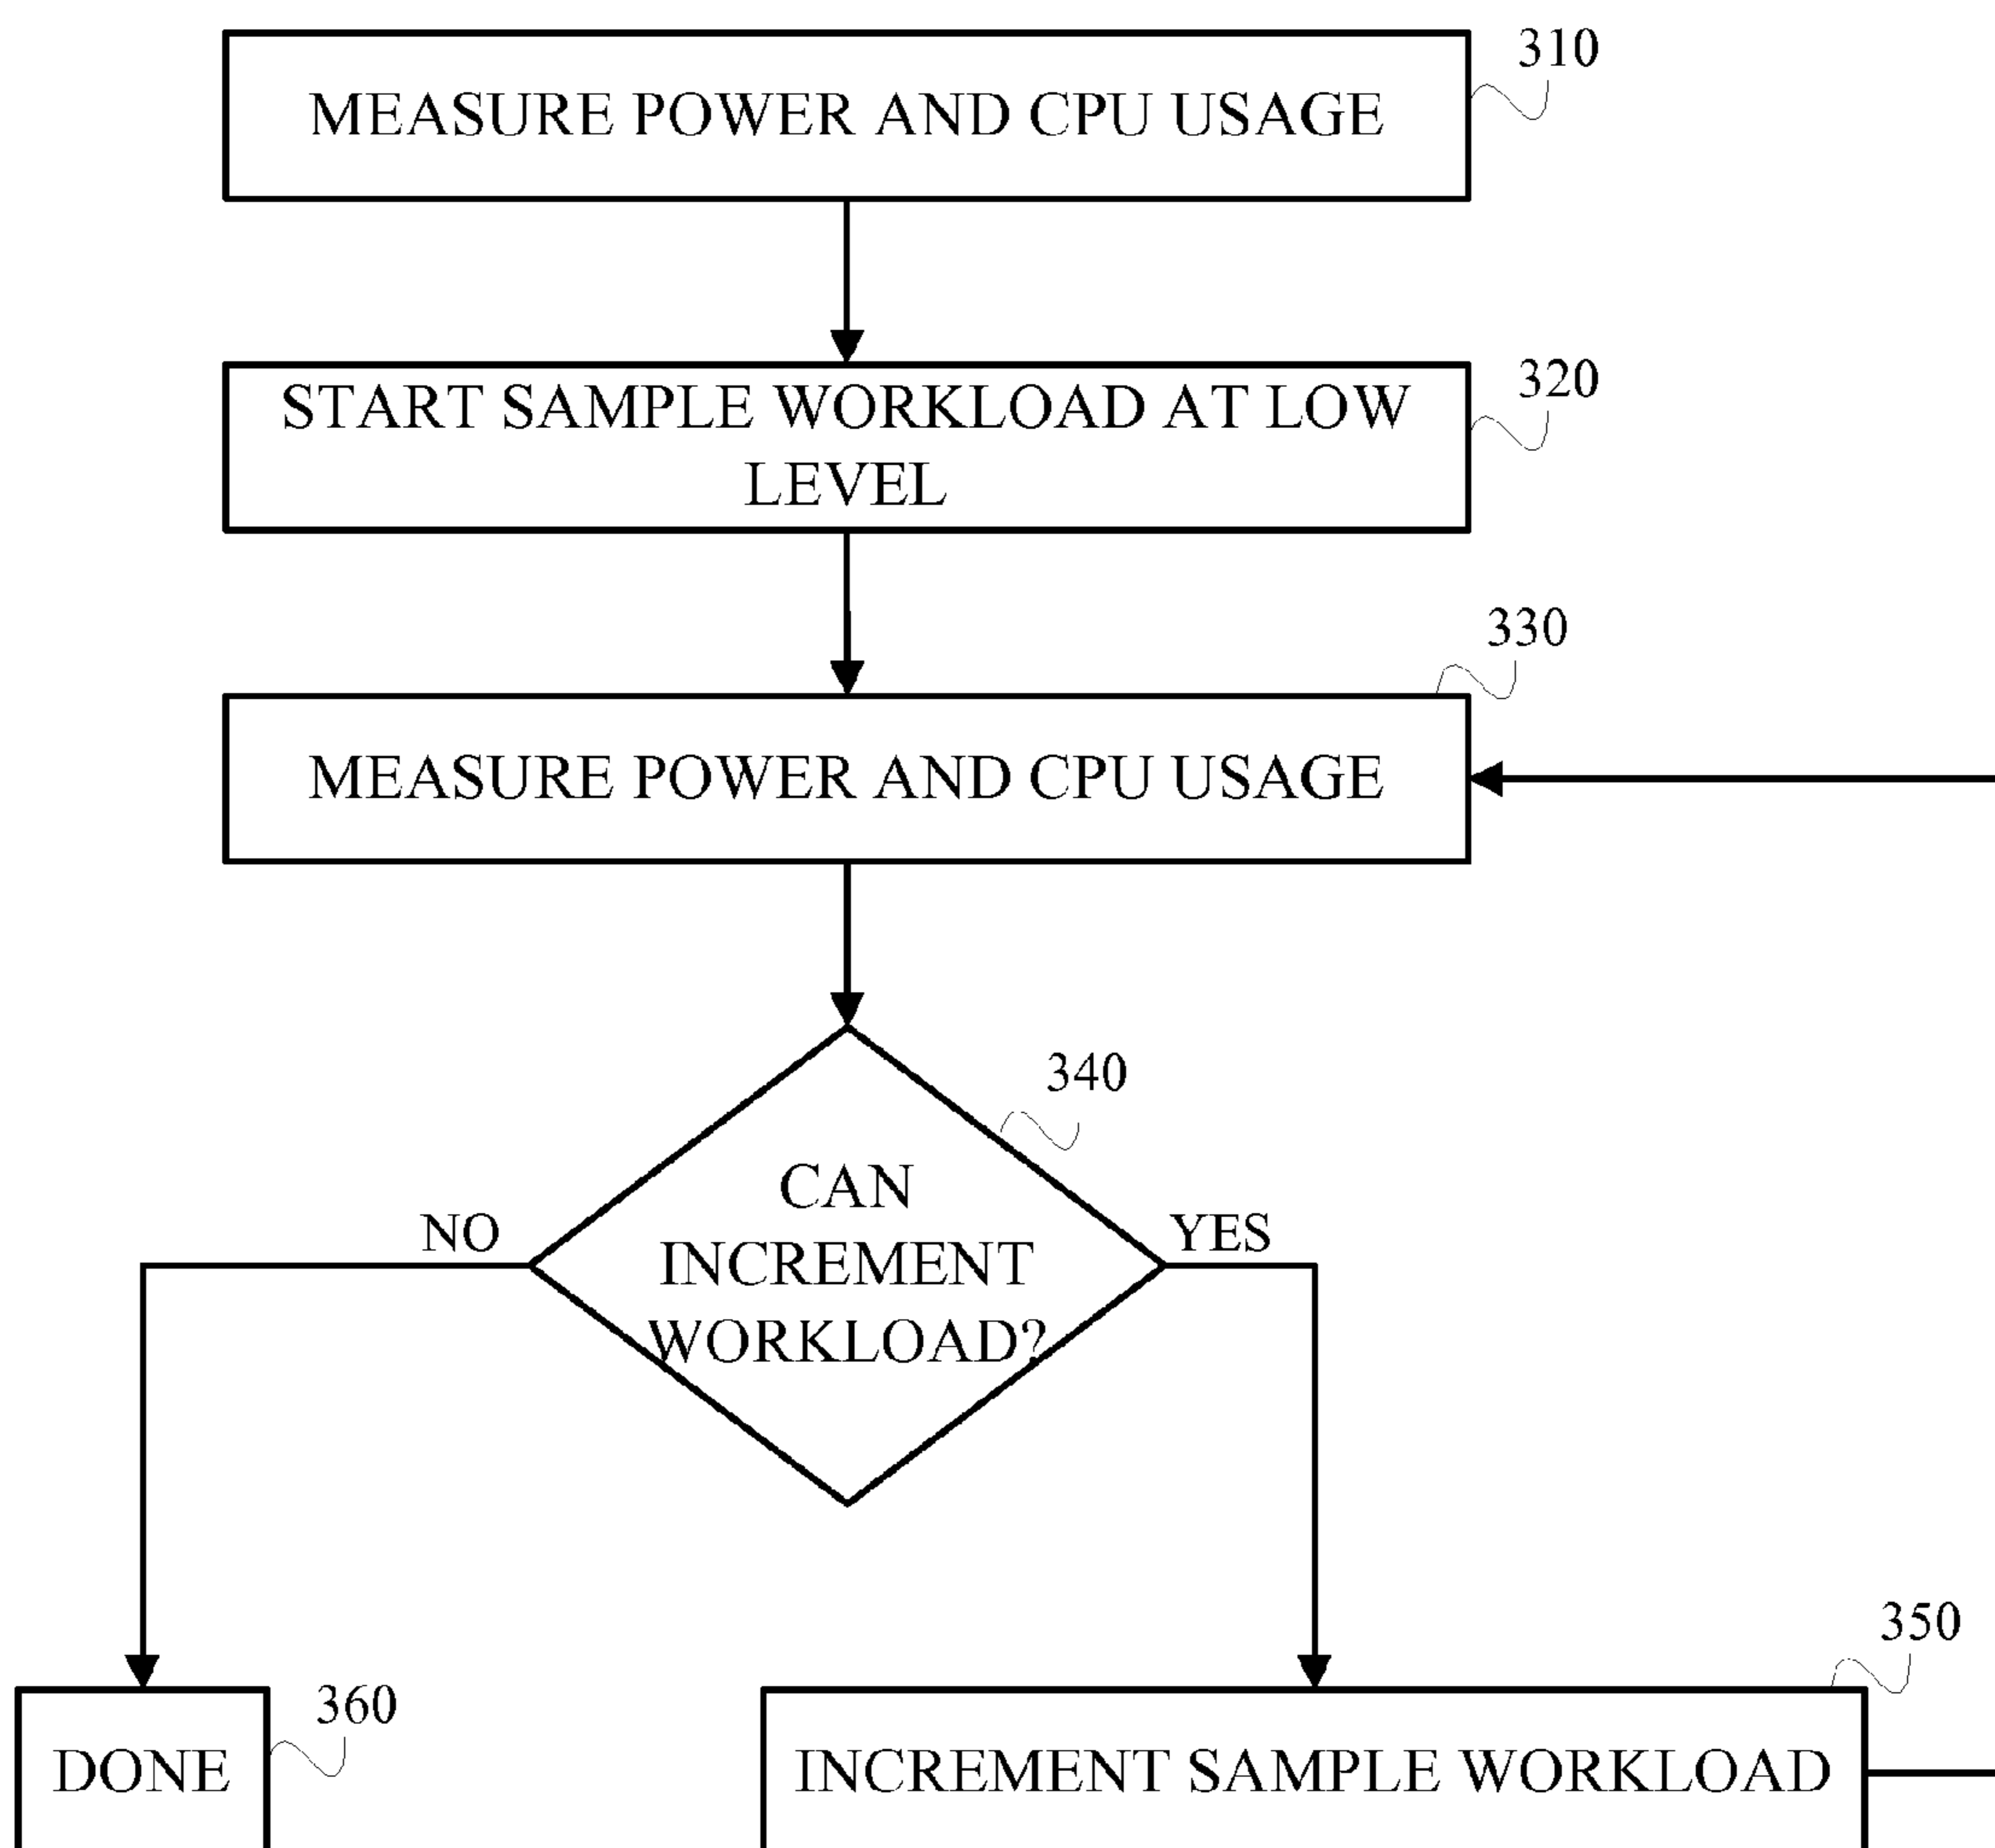 310
MEASURE POWER AND CPU USAGE
320
START SAMPLE WORKLOAD AT LOW
LEVEL
330
MEASURE POWER AND CPU USAGE
340
CAN
INCREMENT
WORKLOAD?
NO
YES
350
360
DONE
INCREMENT SAMPLE WORKLOAD